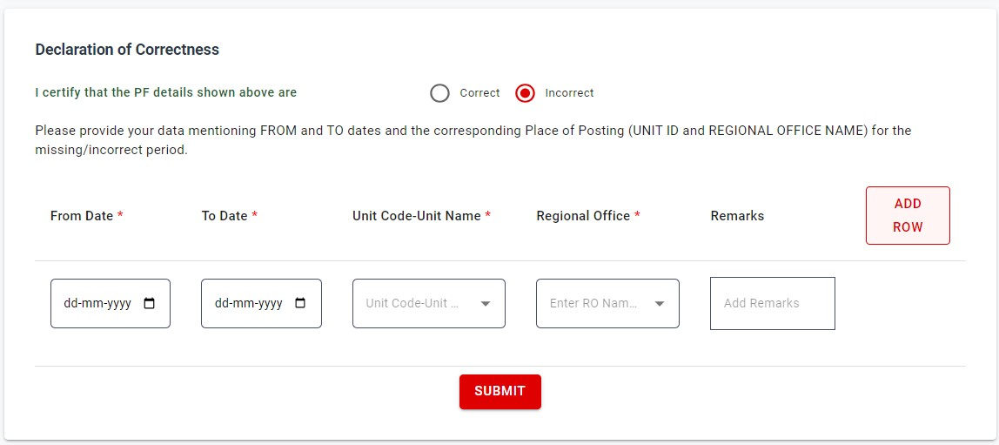 Declaration of Correctness
I certify that the PF details shown above are Correct Incorrect
Please provide your data mentioning FROM and TO dates and the corresponding Place of Posting (UNIT ID and REGIONAL OFFICE NAME) for the
missing/incorrect period.
From Date * To Date * Unit Code-Unit Name * Regional Office * Remarks ADD
ROW
dd-mm-yyyy dd-mm-yyyy Unit Code-Unit ... Enter RO Nam... Add Remarks
SUBMIT